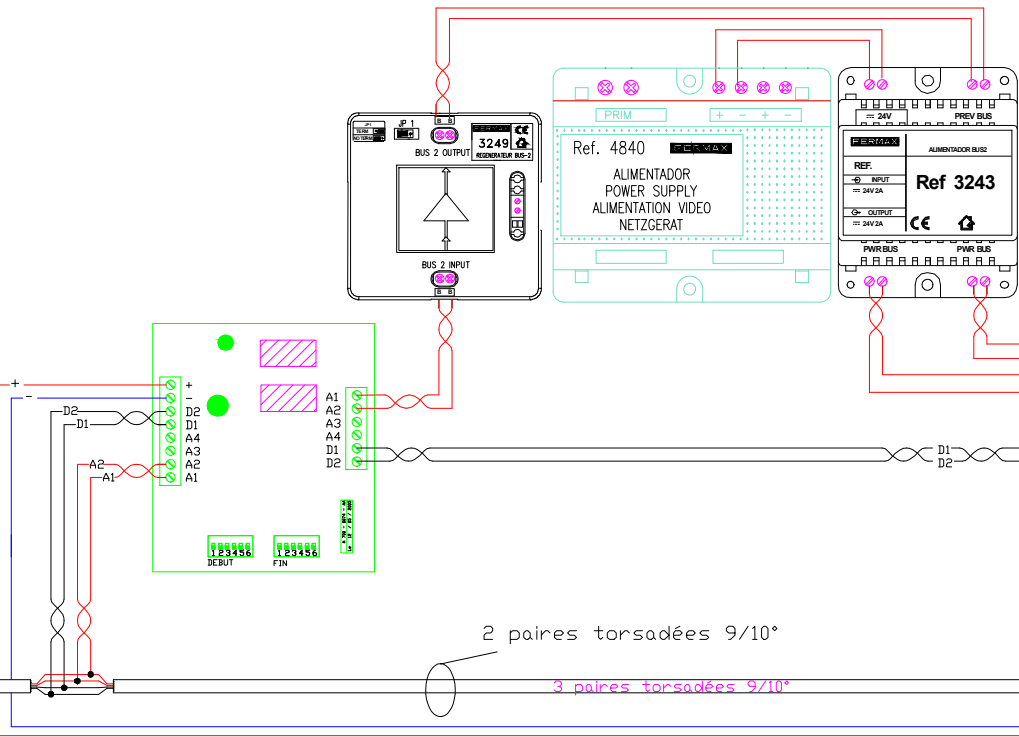 JP1
TERM
NO TERM
JP 1
B B
BUS 2 OUTPUT
FERMAX
CE
3249
REGENERATEUR BUS-2
BUS 2 INPUT
B B
PRIM
+ - + -
Ref. 4840
FERMAX
ALIMENTADOR
POWER SUPPLY
ALIMENTATION VIDEO
NETZGERAT
24V
PREV BUS
FERMAX
ALIMENTADOR BUS2
REF.
INPUT
24V 2A
Ref 3243
OUTPUT
24V 2A
CE
PWR BUS
PWR BUS
+
-
D2
D1
A2
A1
+
-
D2
D1
A4
A3
A2
A1
A1
A2
A3
A4
D1
D2
D1
D2
123456
DEBUT
123456
FIN
2 paires torsadées 9/10°
3 paires torsadées 9/10°